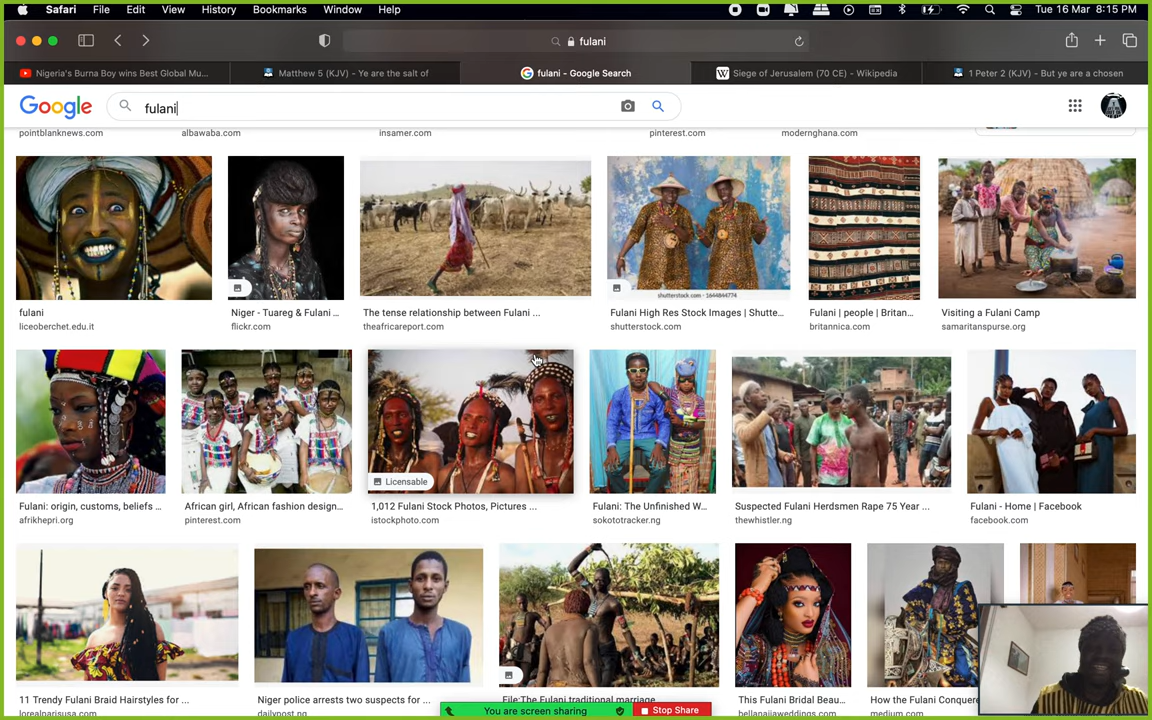 Safari File Edit View History Bookmarks Window Help Tue 16 Mar 8:15 PM
fulani
Nigeria's Burna Boy wins Best Global Mu...
Matthew 5 (KJV) - Ye are the salt of
fulani - Google Search
Siege of Jerusalem (70 CE) - Wikipedia
1 Peter 2 (KJV) - But ye are a chosen
Google
fulani
pointblanknews.com
albawaba.com
insamer.com
pinterest.com
modernghana.com
shutterstock.com · 1644844774
fulani
liceoberchet.edu.it
Niger - Tuareg & Fulani ...
flickr.com
The tense relationship between Fulani ...
theafricareport.com
Fulani High Res Stock Images | Shutte...
shutterstock.com
Fulani | people | Britan...
britannica.com
Visiting a Fulani Camp
samaritanspurse.org
Licensable
Fulani: origin, customs, beliefs ...
afrikhepri.org
African girl, African fashion design...
pinterest.com
1,012 Fulani Stock Photos, Pictures ...
istockphoto.com
Fulani: The Unfinished W...
sokototracker.ng
Suspected Fulani Herdsmen Rape 75 Year ...
thewhistler.ng
Fulani - Home | Facebook
facebook.com
11 Trendy Fulani Braid Hairstyles for ...
lorealparisusa.com
Niger police arrests two suspects for ...
dailypost.ng
File:The Fulani traditional marriage
This Fulani Bridal Beau...
bellanaijaweddings.com
How the Fulani Conquere
medium.com
You are screen sharing
Stop Share